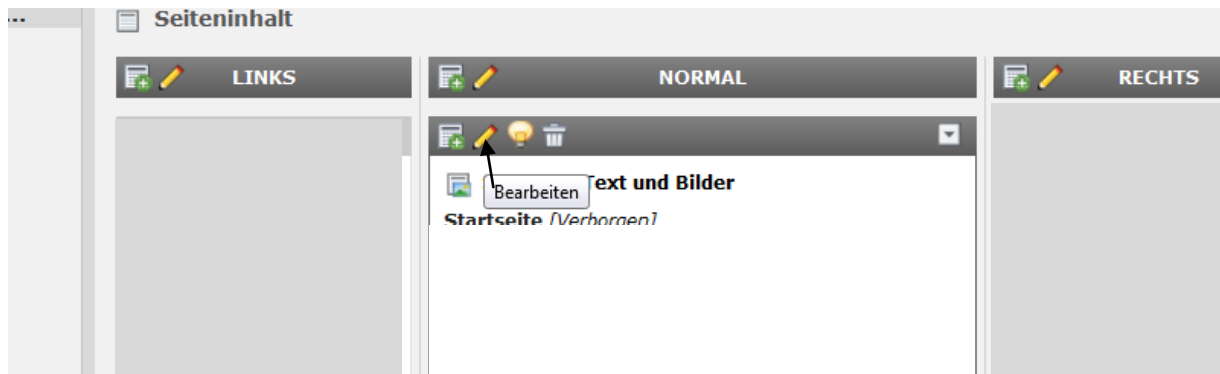 ...
Seiteninhalt
LINKS
NORMAL
RECHTS
Bearbeiten
Text und Bilder
Startseite [Verborgen]